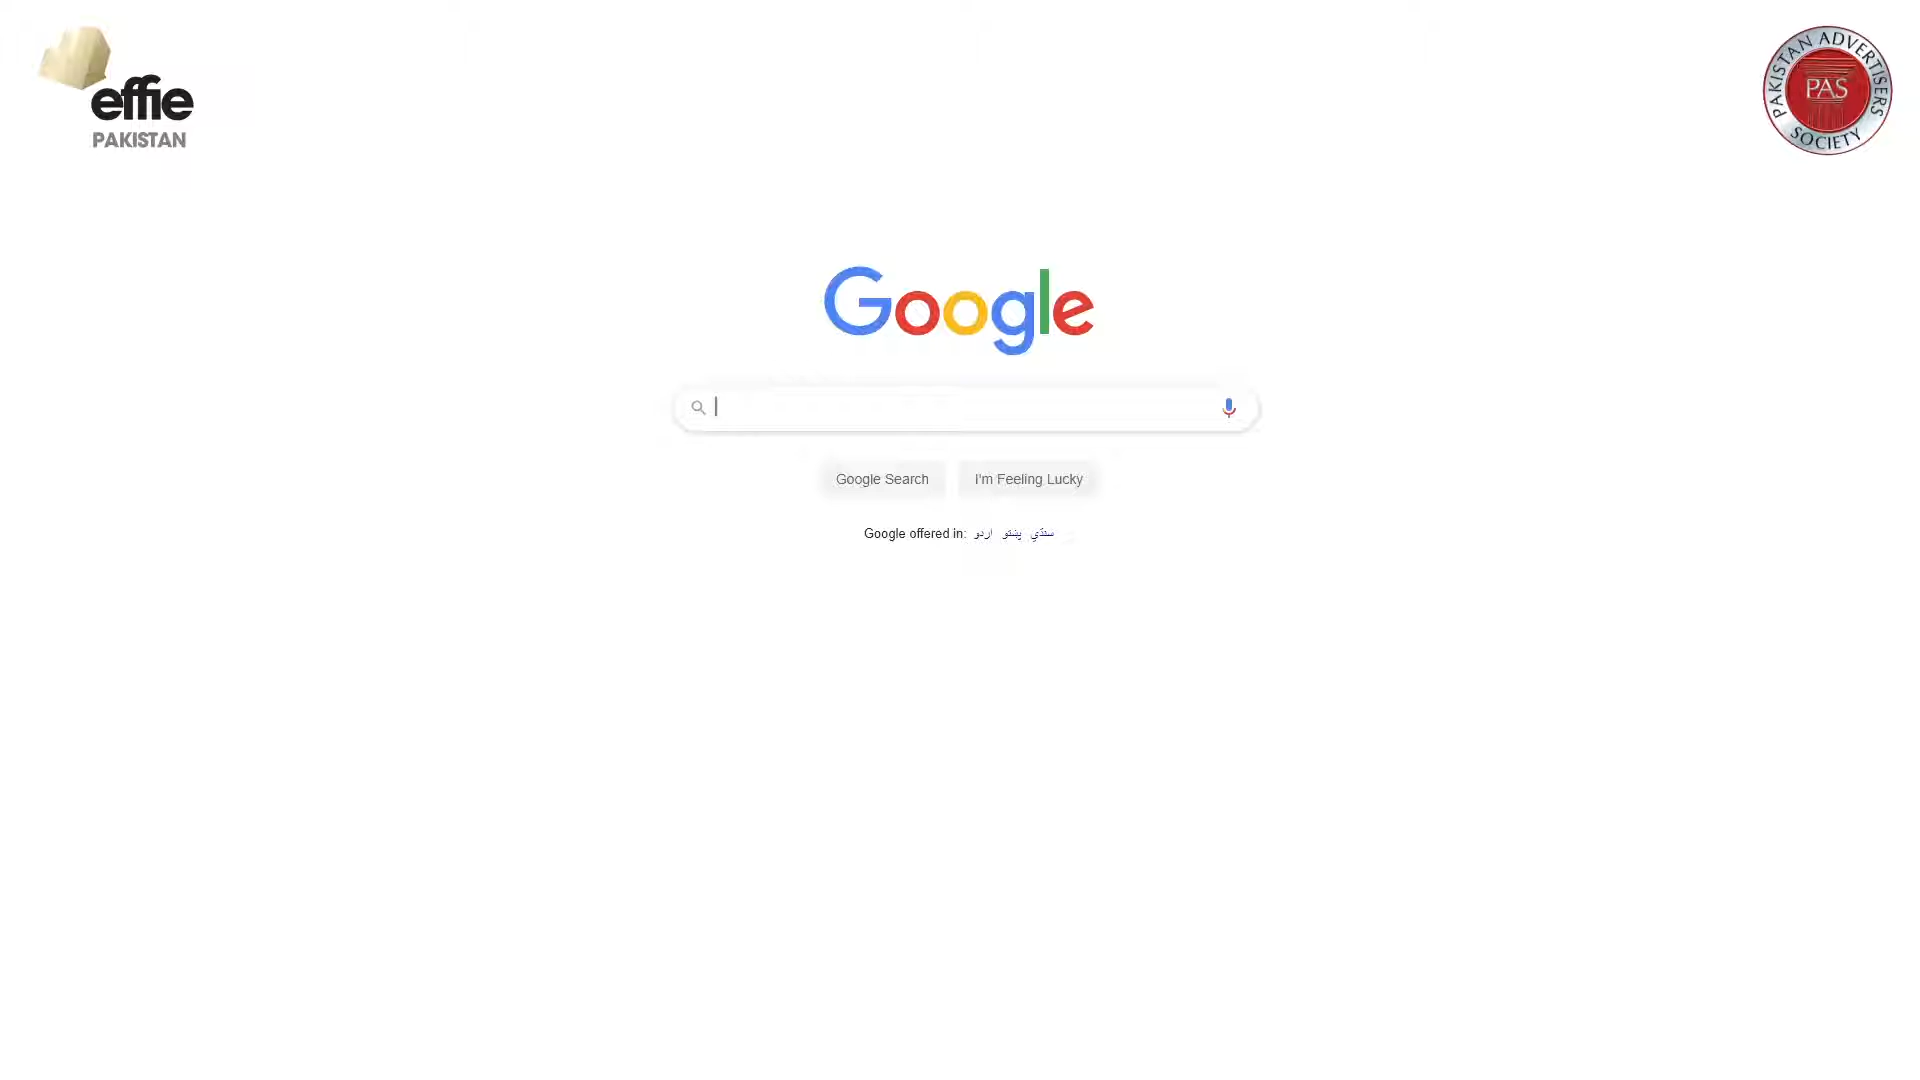 effie
PAKISTAN
PAKISTAN ADVERTISERS SOCIETY
PAS
Google
Google Search
I'm Feeling Lucky
Google offered in: اردو پښتو سنڌي